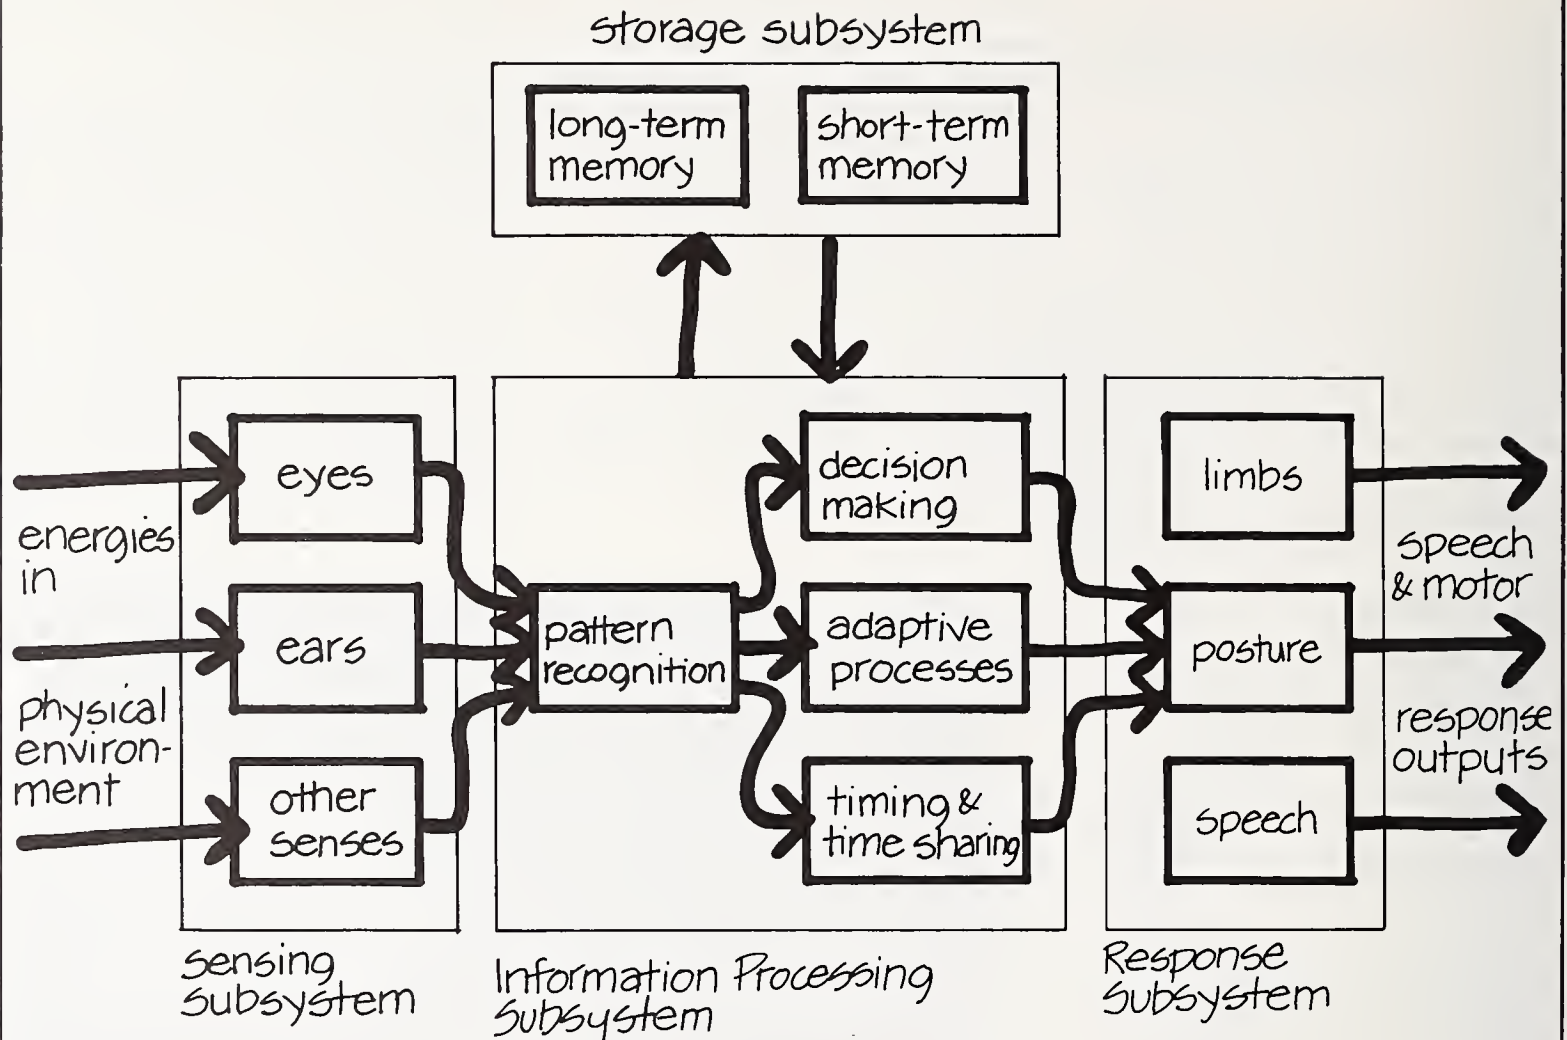 storage subsystem
long-term
memory
short-term
memory
energies
in
physical
environ-
ment
eyes
ears
other
senses
Sensing
Subsystem
pattern
recognition
decision
making
adaptive
processes
timing &
time sharing
Information Processing
Subsystem
limbs
posture
speech
Response
Subsystem
speech
& motor
response
outputs